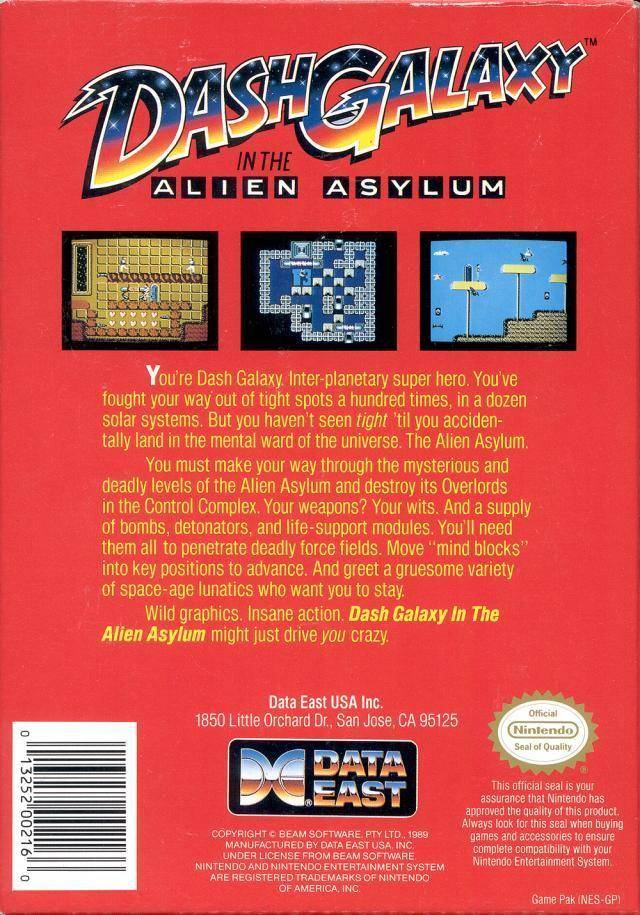 DASH GALAXY™
IN THE
ALIEN ASYLUM
You're Dash Galaxy. Inter-planetary super hero. You've
fought your way out of tight spots a hundred times, in a dozen
solar systems. But you haven't seen tight 'til you acciden-
tally land in the mental ward of the universe. The Alien Asylum.
You must make your way through the mysterious and
deadly levels of the Alien Asylum and destroy its Overlords
in the Control Complex. Your weapons? Your wits. And a supply
of bombs, detonators, and life-support modules. You'll need
them all to penetrate deadly force fields. Move "mind blocks"
into key positions to advance. And greet a gruesome variety
of space-age lunatics who want you to stay.
Wild graphics. Insane action. Dash Galaxy In The
Alien Asylum might just drive you crazy.
Data East USA Inc.
1850 Little Orchard Dr., San Jose, CA 95125
DATA
EAST®
COPYRIGHT © BEAM SOFTWARE, PTY LTD., 1989
MANUFACTURED BY DATA EAST USA, INC.
UNDER LICENSE FROM BEAM SOFTWARE.
NINTENDO AND NINTENDO ENTERTAINMENT SYSTEM
ARE REGISTERED TRADEMARKS OF NINTENDO
OF AMERICA, INC.
0 13252 00216 0
Official
Nintendo
Seal of Quality
®
This official seal is your
assurance that Nintendo has
approved the quality of this product.
Always look for this seal when buying
games and accessories to ensure
complete compatibility with your
Nintendo Entertainment System.
Game Pak (NES-GP)